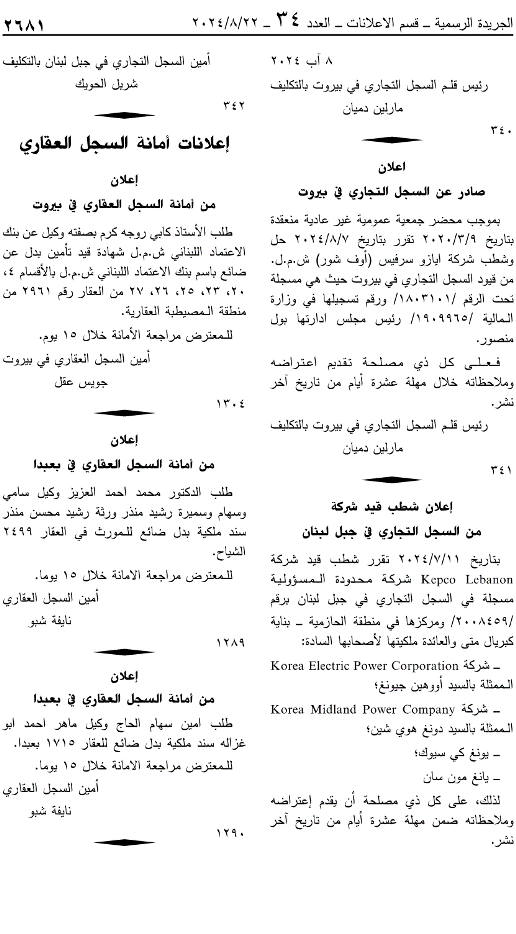 الجريدة الرسمية ـ قسم الاعلانات ـ العدد ٣٤ ـ ٢٠٢٤/٨/٢٢
٢٦٨١
٨ آب ٢٠٢٤
رئيس قلم السجل التجاري في بيروت بالتكليف
مارلين دميان
٣٤٠
اعلان
صادر عن السجل التجاري في بيروت
بموجب محضر جمعية عمومية غير عادية منعقدة
بتاريخ ٢٠٢٠/٣/٩ تقرر بتاريخ ٢٠٢٤/٨/٧ حل
وشطب شركة ايازو سرفيس (أوف شور) ش.م.ل.
من قيود السجل التجاري في بيروت حيث هي مسجلة
تحت الرقم /١٨٠٣١٠١/ ورقم تسجيلها في وزارة
المالية /١٩٠٩٩٦٥/ رئيس مجلس ادارتها بول
منصور.
فـعـلـى كل ذي مصلحة تقديم اعتراضه
وملاحظاته خلال مهلة عشرة أيام من تاريخ آخر
نشر.
رئيس قلم السجل التجاري في بيروت بالتكليف
مارلين دميان
٣٤١
إعلان شطب قيد شركة
من السجل التجاري في جبل لبنان
بتاريخ ٢٠٢٤/٧/١١ تقرر شطب قيد شركة
Kepco Lebanon شركة محدودة الـمسؤولية
مسجلة في السجل التجاري في جبل لبنان برقم
/٢٠٠٨٤٥٩/ ومركزها في منطقة الحازمية ـ بناية
كبريال متى والعائدة ملكيتها لأصحابها السادة:
ـ شركة Korea Electric Power Corporation
الـممثلة بالسيد أووهين جيونغ؛
ـ شركة Korea Midland Power Company
الـممثلة بالسيد دونغ هوي شين؛
ـ يونغ كي سيوك؛
ـ يانغ مون سان
لذلك، على كل ذي مصلحة أن يقدم إعتراضه
وملاحظاته ضمن مهلة عشرة أيام من تاريخ آخر
نشر.
أمين السجل التجاري في جبل لبنان بالتكليف
شربل الحويك
٣٤٢
إعلانات أمانة السجل العقاري
إعلان
من أمانة السجل العقاري في بيروت
طلب الأستاذ كابي روجه كرم بصفته وكيل عن بنك
الاعتماد اللبناني ش.م.ل شهادة قيد تأمين بدل عن
ضائع باسم بنك الاعتماد اللبناني ش.م.ل بالأقسام ٤،
٢٠، ٢٣، ٢٥، ٢٦، ٢٧ من العقار رقم ٢٩٦١ من
منطقة الـمصيطبة العقارية.
للـمعترض مراجعة الأمانة خلال ١٥ يوم.
أمين السجل العقاري في بيروت
جويس عقل
١٣٠٤
إعلان
من أمانة السجل العقاري في بعبدا
طلب الدكتور محمد احمد العزيز وكيل سامي
وسهام وسميرة رشيد منذر ورثة رشيد محسن منذر
سند ملكية بدل ضائع للـمورث في العقار ٢٤٩٩
الشياح.
للـمعترض مراجعة الامانة خلال ١٥ يوما.
أمين السجل العقاري
نايفة شبو
١٢٨٩
إعلان
من أمانة السجل العقاري في بعبدا
طلب امين سهام الحاج وكيل ماهر احمد ابو
غزاله سند ملكية بدل ضائع للعقار ١٧١٥ بعبدا.
للـمعترض مراجعة الامانة خلال ١٥ يوما.
أمين السجل العقاري
نايفة شبو
١٢٩٠